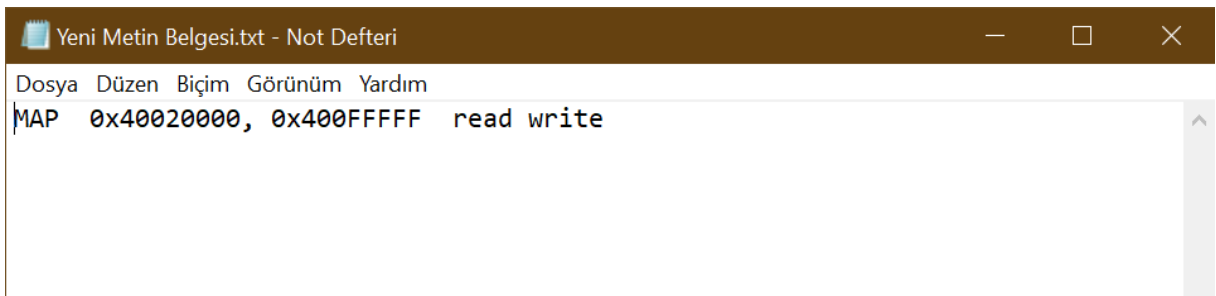 Yeni Metin Belgesi.txt - Not Defteri
Dosya Düzen Biçim Görünüm Yardım
MAP  0x40020000, 0x400FFFFF  read write